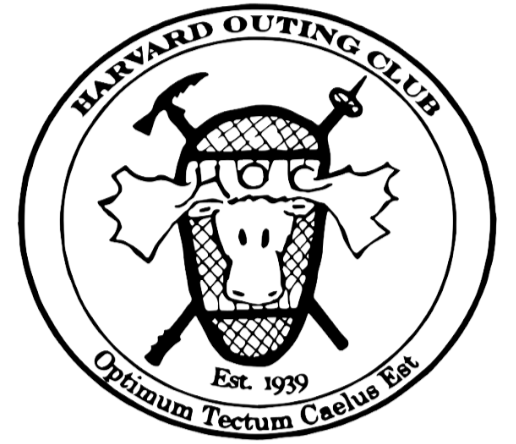 HARVARD OUTING CLUB
HOC
Est. 1939
Optimum Tectum Caelus Est